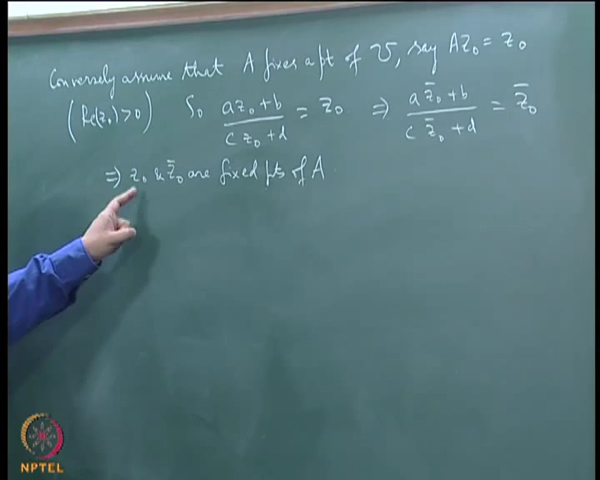 Conversely assume that A fixes a pt of U, say Az₀ = z₀
(Re(z₀)>0) So (az₀+b)/(cz₀+d) = z₀ ⇒ (az̄₀+b)/(cz̄₀+d) = z̄₀
⇒ z₀ & z̄₀ are fixed pts of A
NPTEL